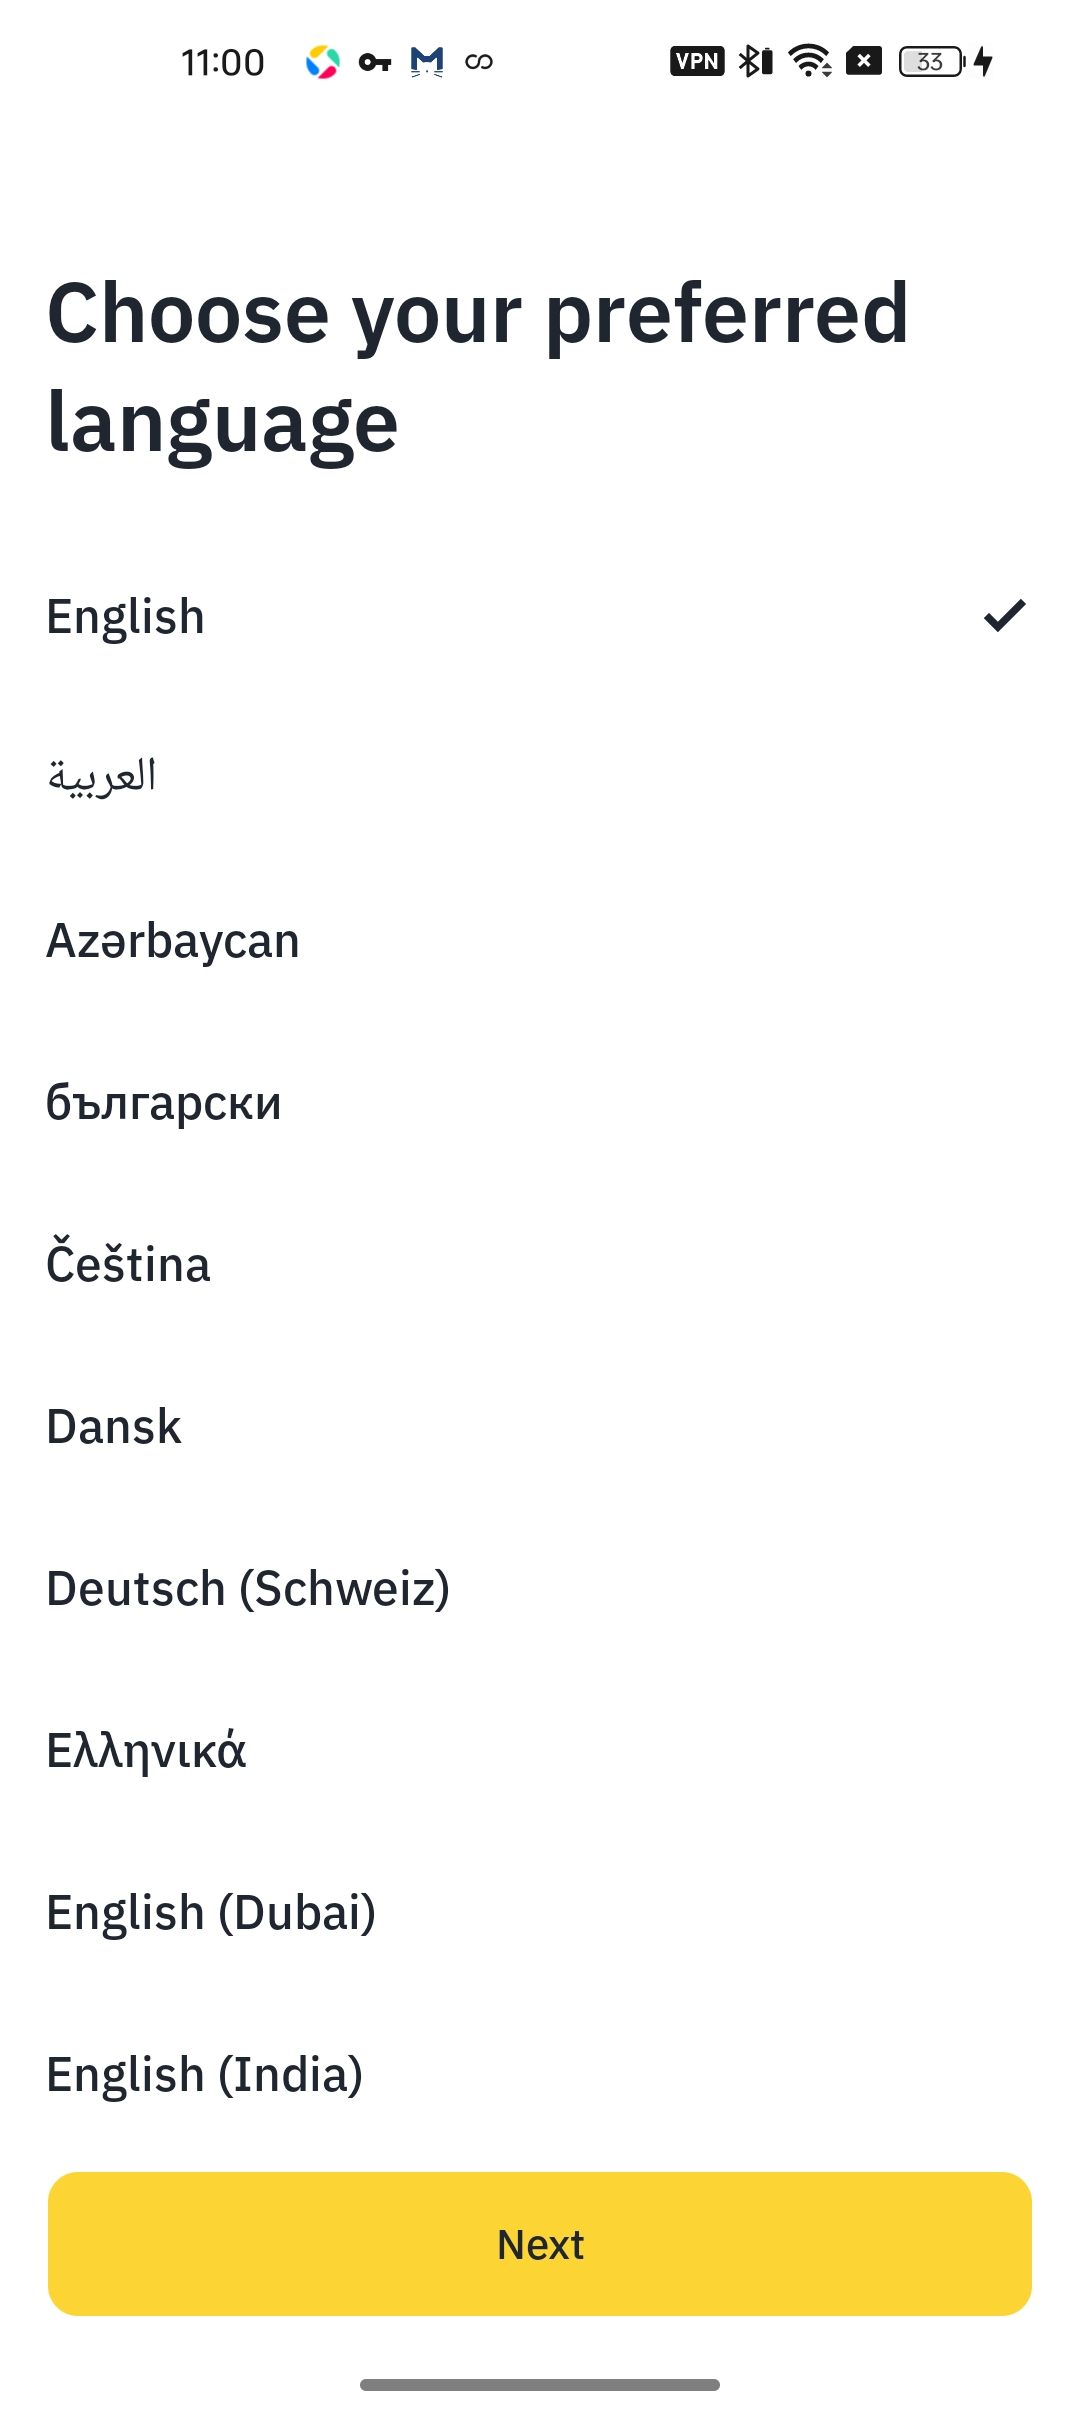 11:00 VPN 33
Choose your preferred
language
English
العربية
Azərbaycan
български
Čeština
Dansk
Deutsch (Schweiz)
Ελληνικά
English (Dubai)
English (India)
Next